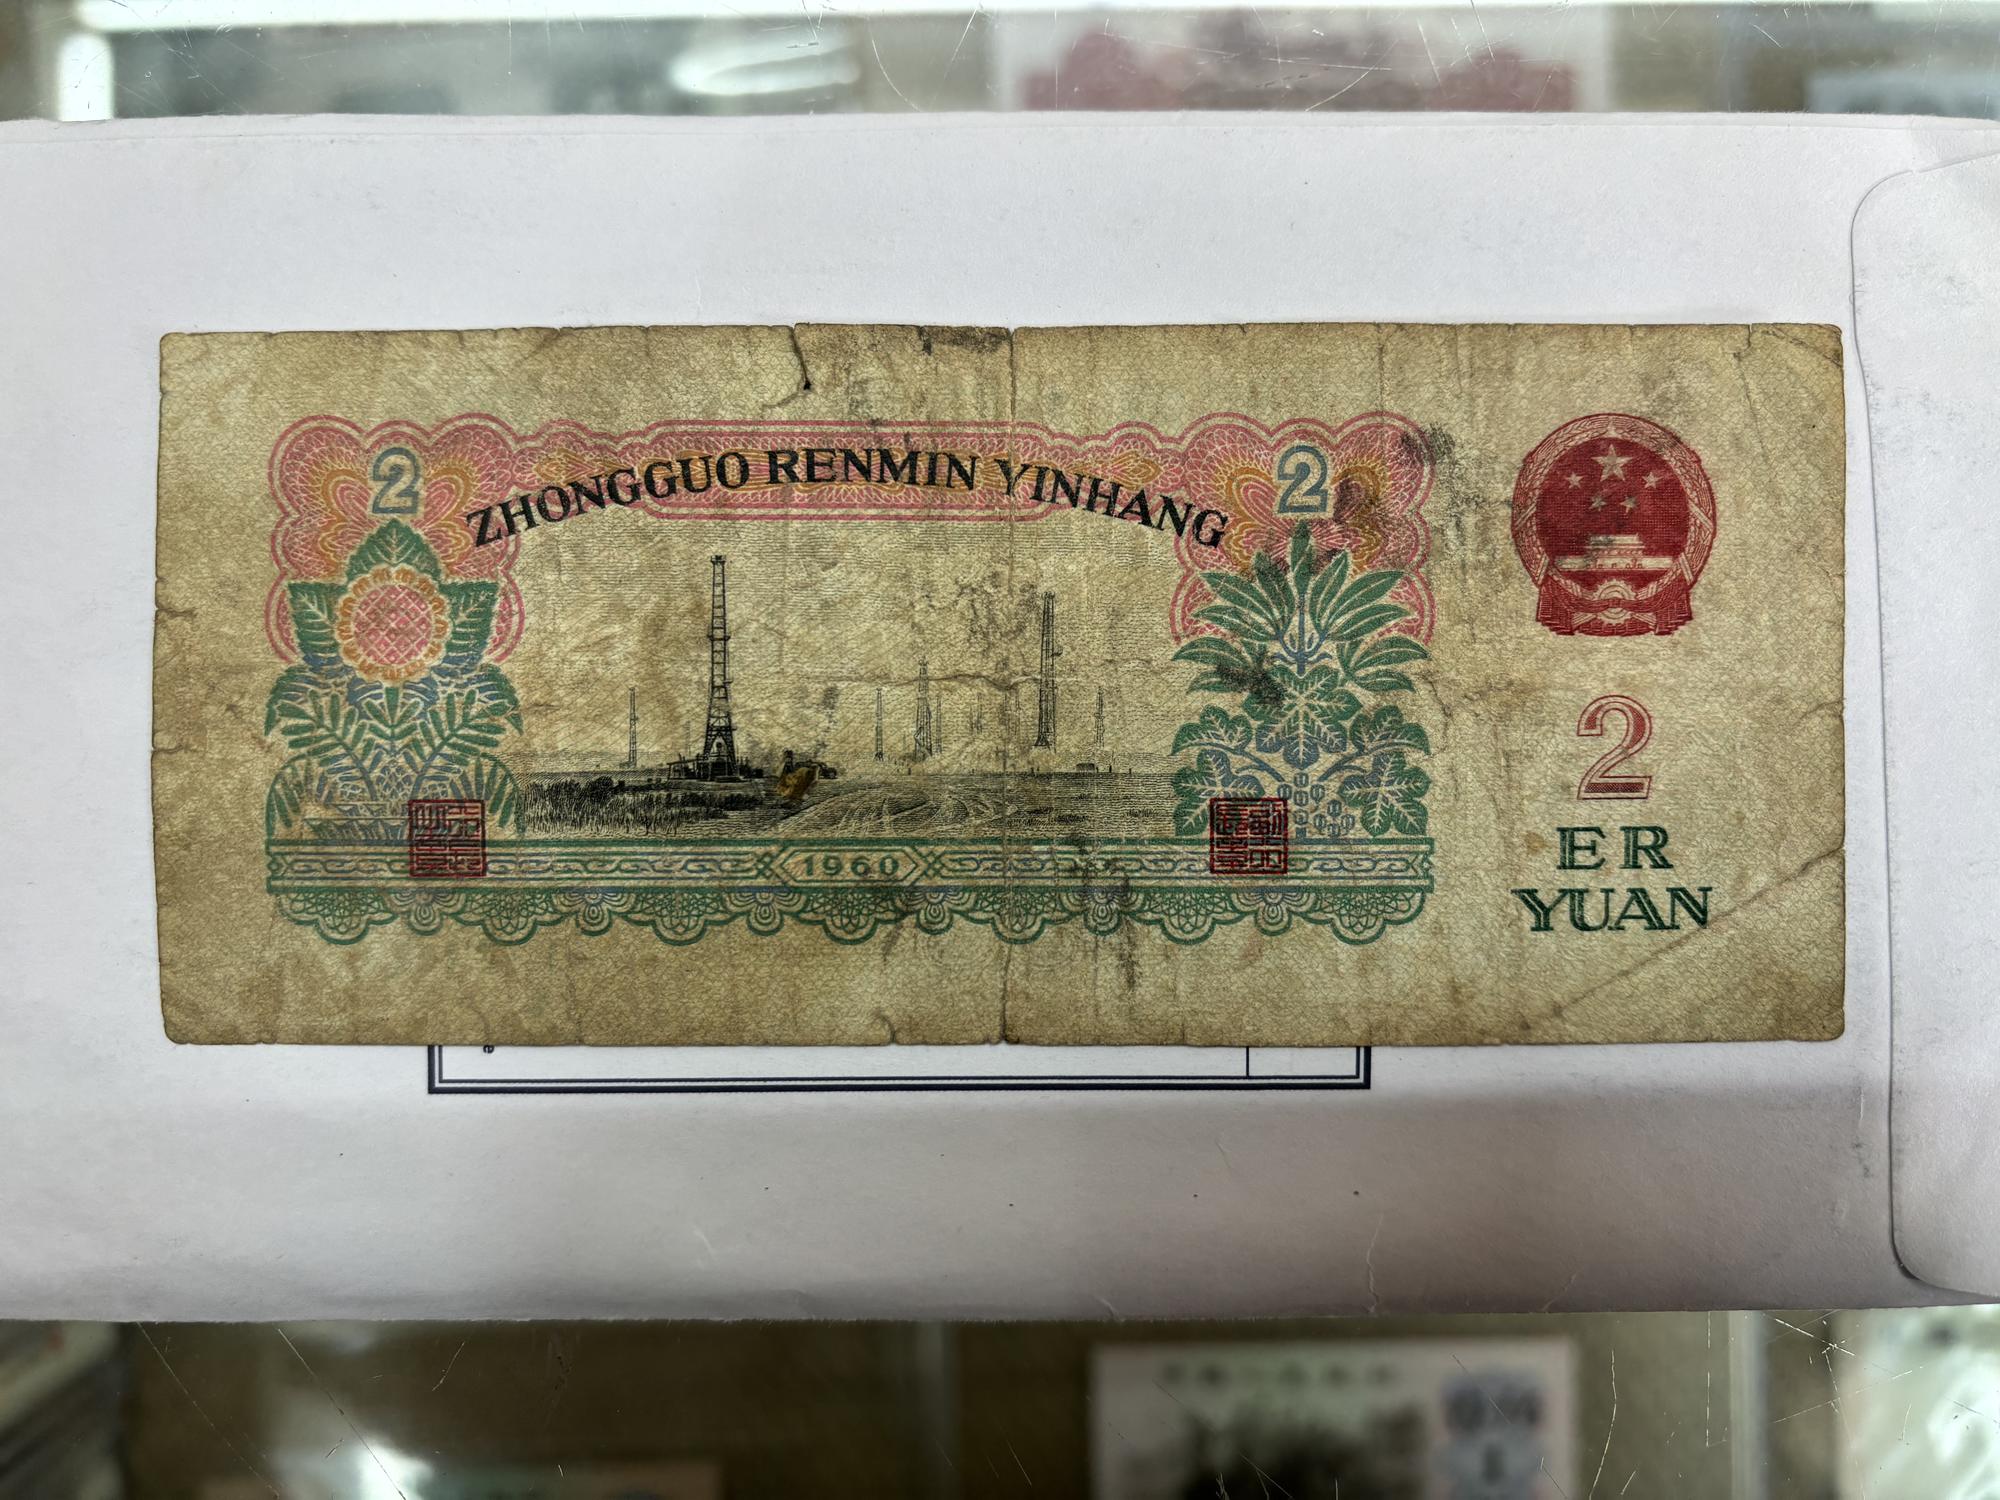 2
2
ZHONGGUO RENMIN YINHANG
2
ER
YUAN
1960